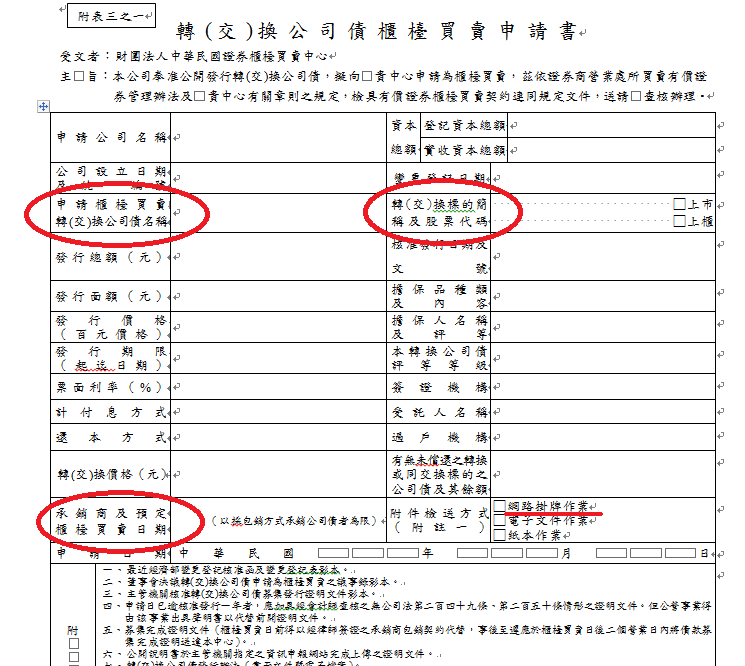 附表三之一
轉(交)換公司債櫃檯買賣申請書
受文者：財團法人中華民國證券櫃檯買賣中心
主□旨：本公司奉准公開發行轉(交)換公司債，擬向□貴中心申請為櫃檯買賣，茲依證券商營業處所買賣有價證
券管理辦法及□貴中心有關章則之規定，檢具有價證券櫃檯買賣契約連同規定文件，送請□查核辦理。
申請公司名稱
資本
總額
登記資本總額
實收資本總額
公司設立日期
變更登記日期
申請櫃檯買賣
轉(交)換公司債名稱
轉(交)換標的簡
稱及股票代碼
□上市
□上櫃
發行總額（元）
核准發行日期及
文號
發行面額（元）
擔保品種類
及內容
發行價格
（百元價格）
擔保人名稱
及評等
發行期限
（起迄日期）
本轉換公司債
評等等級
票面利率（%）
簽證機構
計付息方式
受託人名稱
還本方式
過戶機構
轉(交)換價格(元)
有無未償還之轉換
或同交換標的之
公司債及其餘額
承銷商及預定
櫃檯買賣日期
（以採包銷方式承銷公司債者為限）
附件檢送方式
（附註一）
□網路掛牌作業
□電子文件作業
□紙本作業
申請日期
中華民國□□□年□□□月□□□日
附
□
□
一、最近經濟部變更登記核准函及變更登記表影本。
二、董事會決議轉(交)換公司債申請為櫃檯買賣之議事錄影本。
三、主管機關核准轉(交)換公司債募集發行證明文件影本。
四、申請日已逾核准發行一年者，應加具經會計師查核之無公司法第二百四十九條、第二百五十條情形之證明文件。但公營事業得
由該事業出具聲明書以代替前開證明文件。
五、募集完成證明文件（櫃檯買賣日前得以經律師簽證之承銷商包銷契約代替，事後至遲應於櫃檯買賣日後二個營業日內將債款募
集完成證明送達本中心）。
六、公開說明書於主管機關指定之資訊申報網站完成上傳之證明文件。